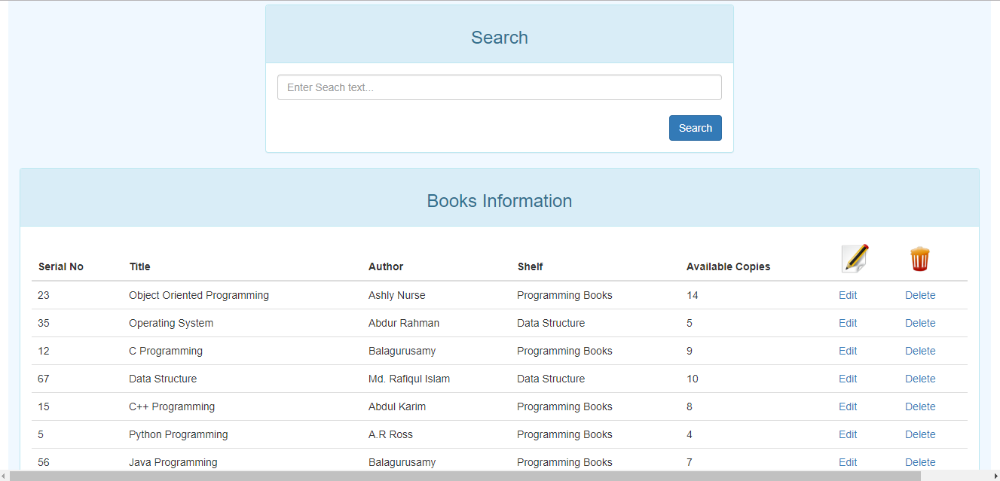 Search
Enter Seach text...
Search
Books Information
Serial No Title Author Shelf Available Copies
23 Object Oriented Programming Ashly Nurse Programming Books 14 Edit Delete
35 Operating System Abdur Rahman Data Structure 5 Edit Delete
12 C Programming Balagurusamy Programming Books 9 Edit Delete
67 Data Structure Md. Rafiqul Islam Data Structure 10 Edit Delete
15 C++ Programming Abdul Karim Programming Books 8 Edit Delete
5 Python Programming A.R Ross Programming Books 4 Edit Delete
56 Java Programming Balagurusamy Programming Books 7 Edit Delete